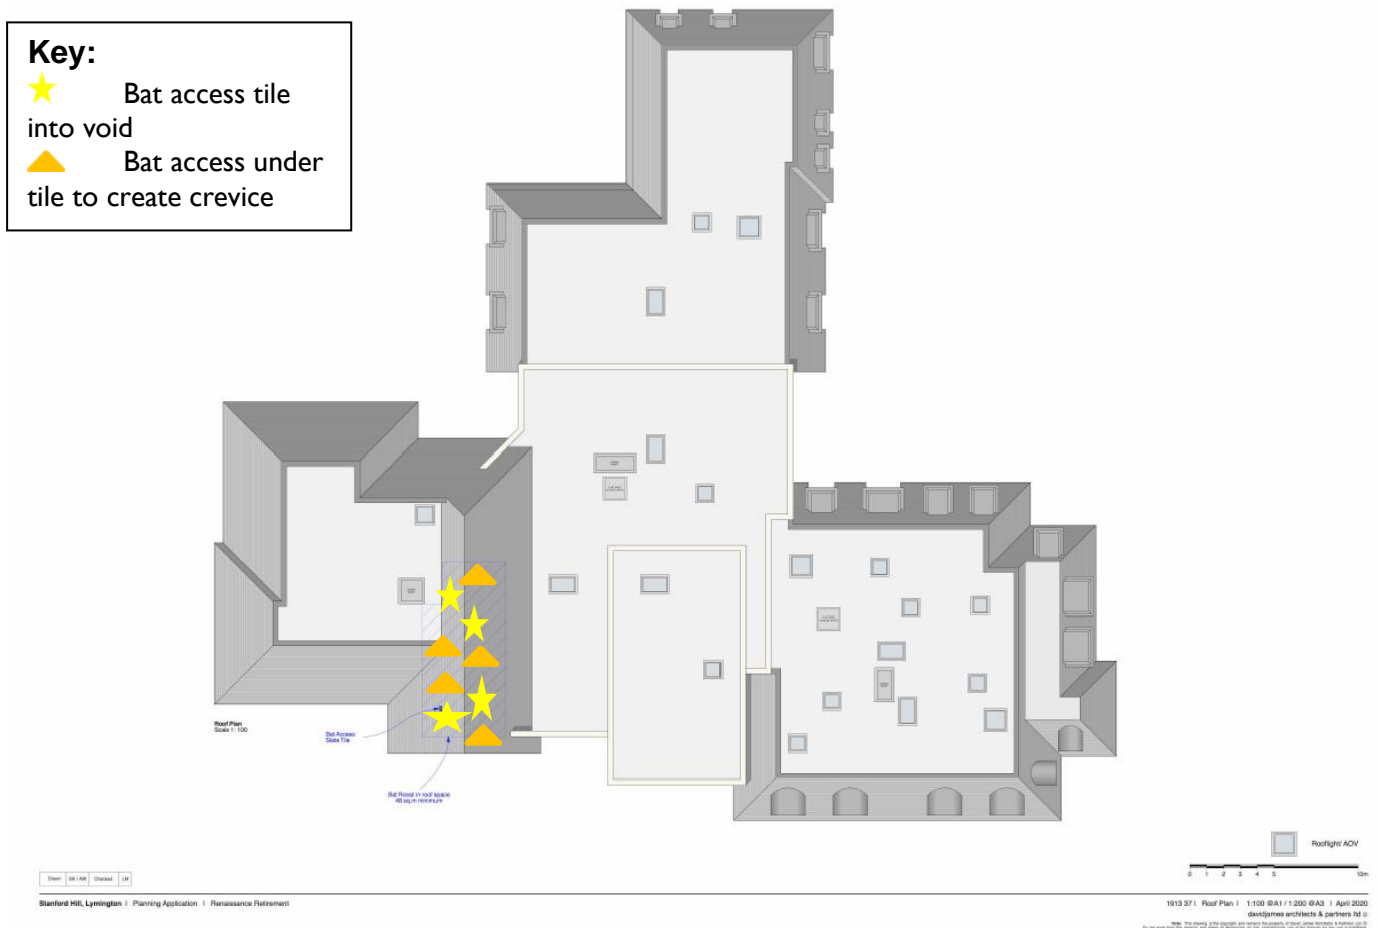 Key:
Bat access tile
into void
Bat access under
tile to create crevice
Roof Plan
Scale 1: 100
Bat Access
Slate Tile
Bat Roost in roof space
48 sq.m minimum
Rooflight/ AOV
0 1 2 3 4 5 10m
Drawn SK / AW Checked LM
Stanford Hill, Lymington | Planning Application | Renaissance Retirement
1913 37 | Roof Plan | 1:100 @A1 / 1:200 @A3 | April 2020
davidjames architects & partners ltd ©